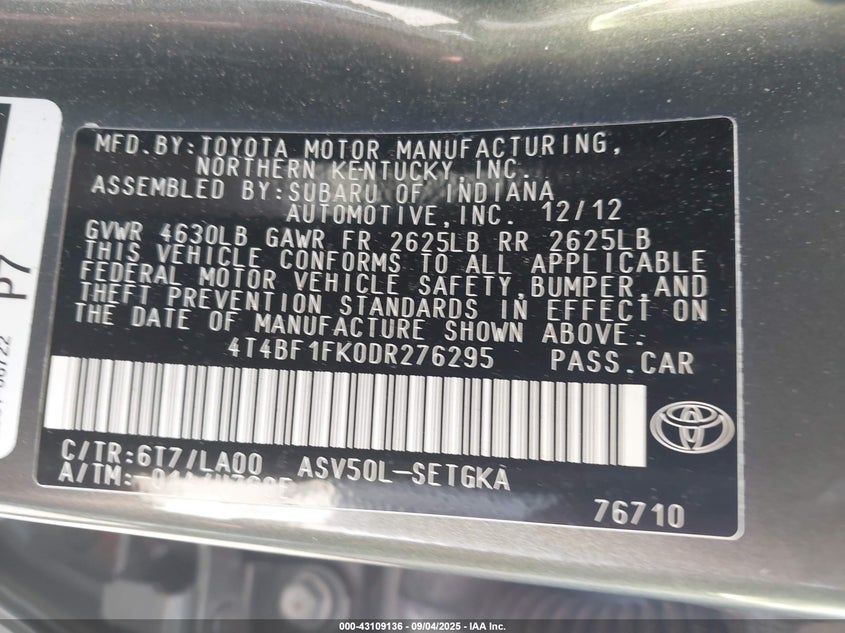 MFD.BY:TOYOTA MOTOR MANUFACTURING,
NORTHERN KENTUCKY,INC.
ASSEMBLED BY:SUBARU OF INDIANA
AUTOMOTIVE,INC. 12/12
GVWR 4630LB GAWR FR 2625LB RR 2625LB
THIS VEHICLE CONFORMS TO ALL APPLICABLE
FEDERAL MOTOR VEHICLE SAFETY,BUMPER,AND
THEFT PREVENTION STANDARDS IN EFFECT ON
THE DATE OF MANUFACTURE SHOWN ABOVE.
4T4BF1FK0DR276295 PASS.CAR
C/TR:6T7/LA00 ASV50L-SETGKA
A/TM:
76710
P7
000-43109136 - 09/04/2025 - IAA Inc.